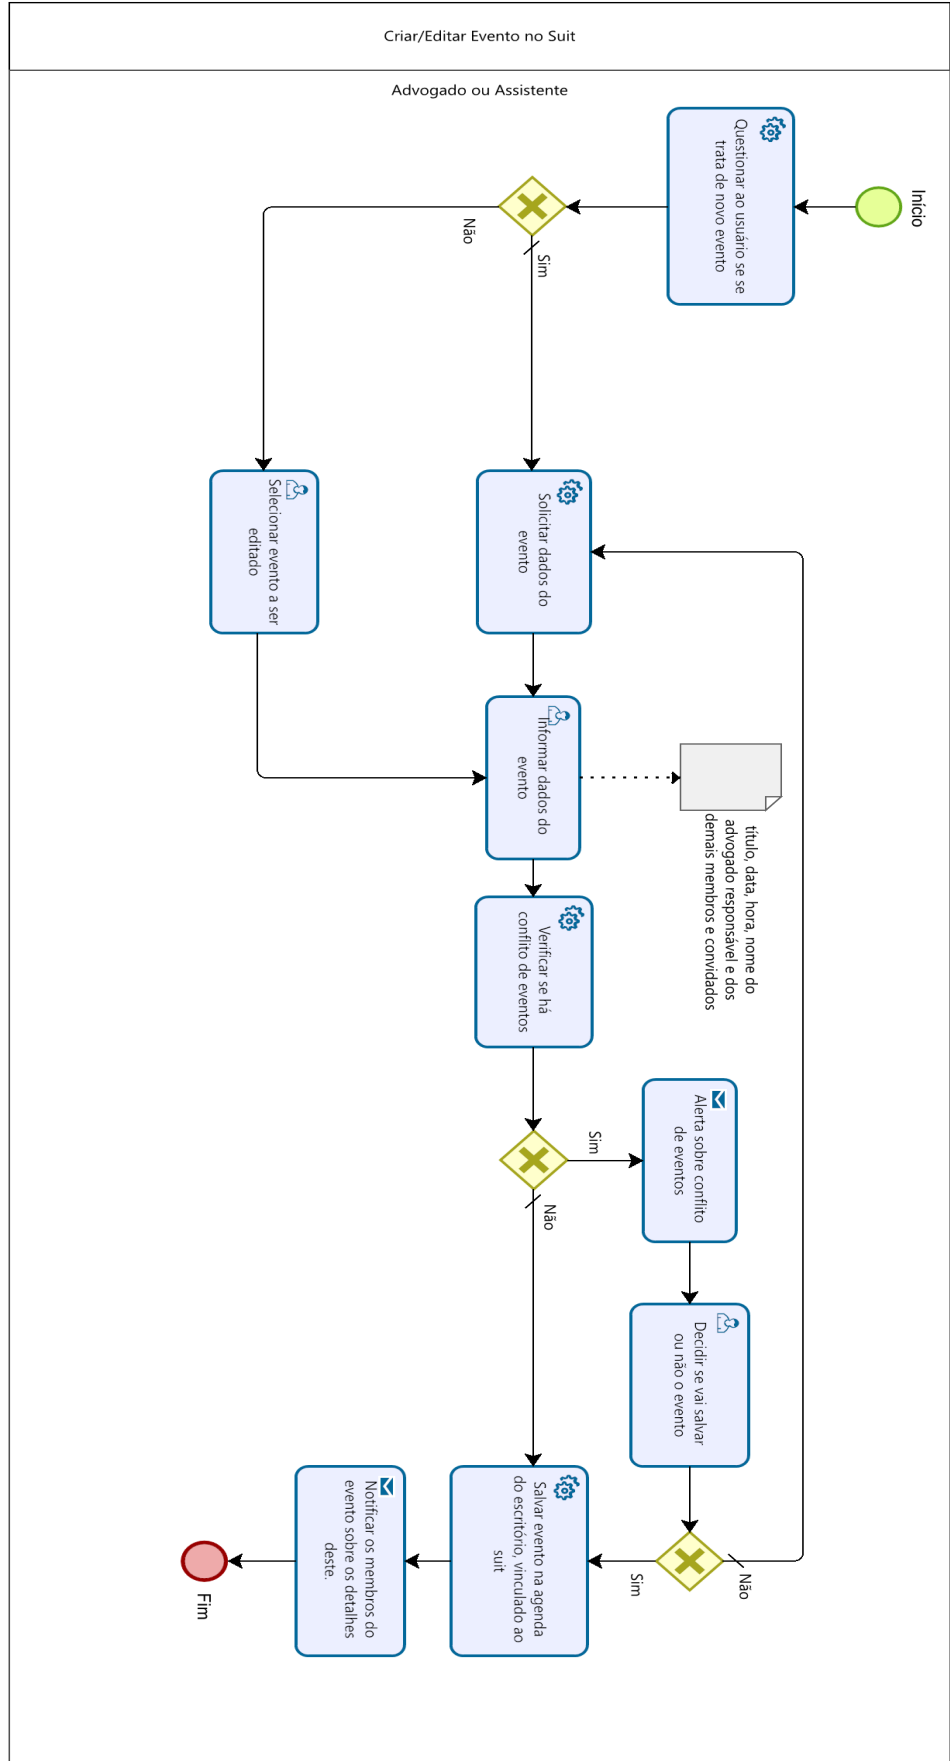 Criar/Editar Evento no Suit
Advogado ou Assistente
Início
Questionar ao usuário se se
trata de novo evento
Sim
Não
Solicitar dados do
evento
Selecionar evento a ser
editado
Informar dados do
evento
título, data, hora, nome do
advogado responsável e dos
demais membros e convidados
Verificar se há
conflito de eventos
Sim
Não
Alerta sobre conflito
de eventos
Decidir se vai salvar
ou não o evento
Não
Sim
Salvar evento na agenda
do escritório, vinculado ao
suit
Notificar os membros do
evento sobre os detalhes
deste.
Fim